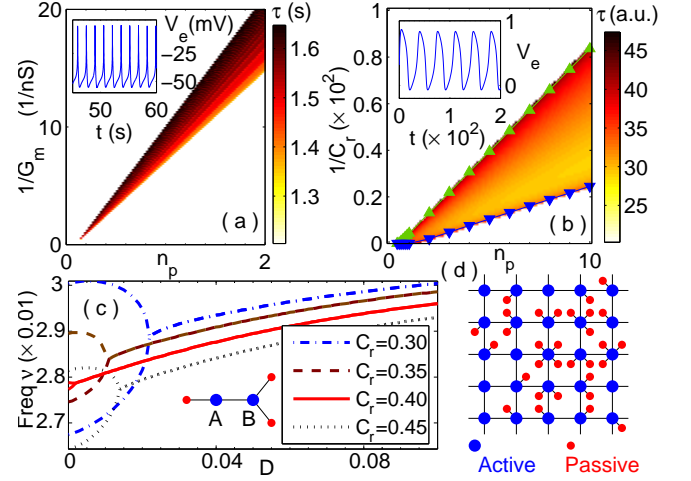 20
10
0
1/G_m (1/nS)
V_e(mV)
−25
−50
50
60
t (s)
( a )
0
n_p
2
τ (s)
1.6
1.5
1.4
1.3
1.2
1
0.8
0.6
0.4
0.2
0
1/C_r (× 10²)
1
V_e
0
0
1
2
t (× 10²)
( b )
0
n_p
10
τ (a.u.)
45
40
35
30
25
20
( c )
3
2.9
2.8
2.7
Freq ν (× 0.01)
0
0.04
0.08
D
A
B
C_r=0.30
C_r=0.35
C_r=0.40
C_r=0.45
( d )
Active
Passive